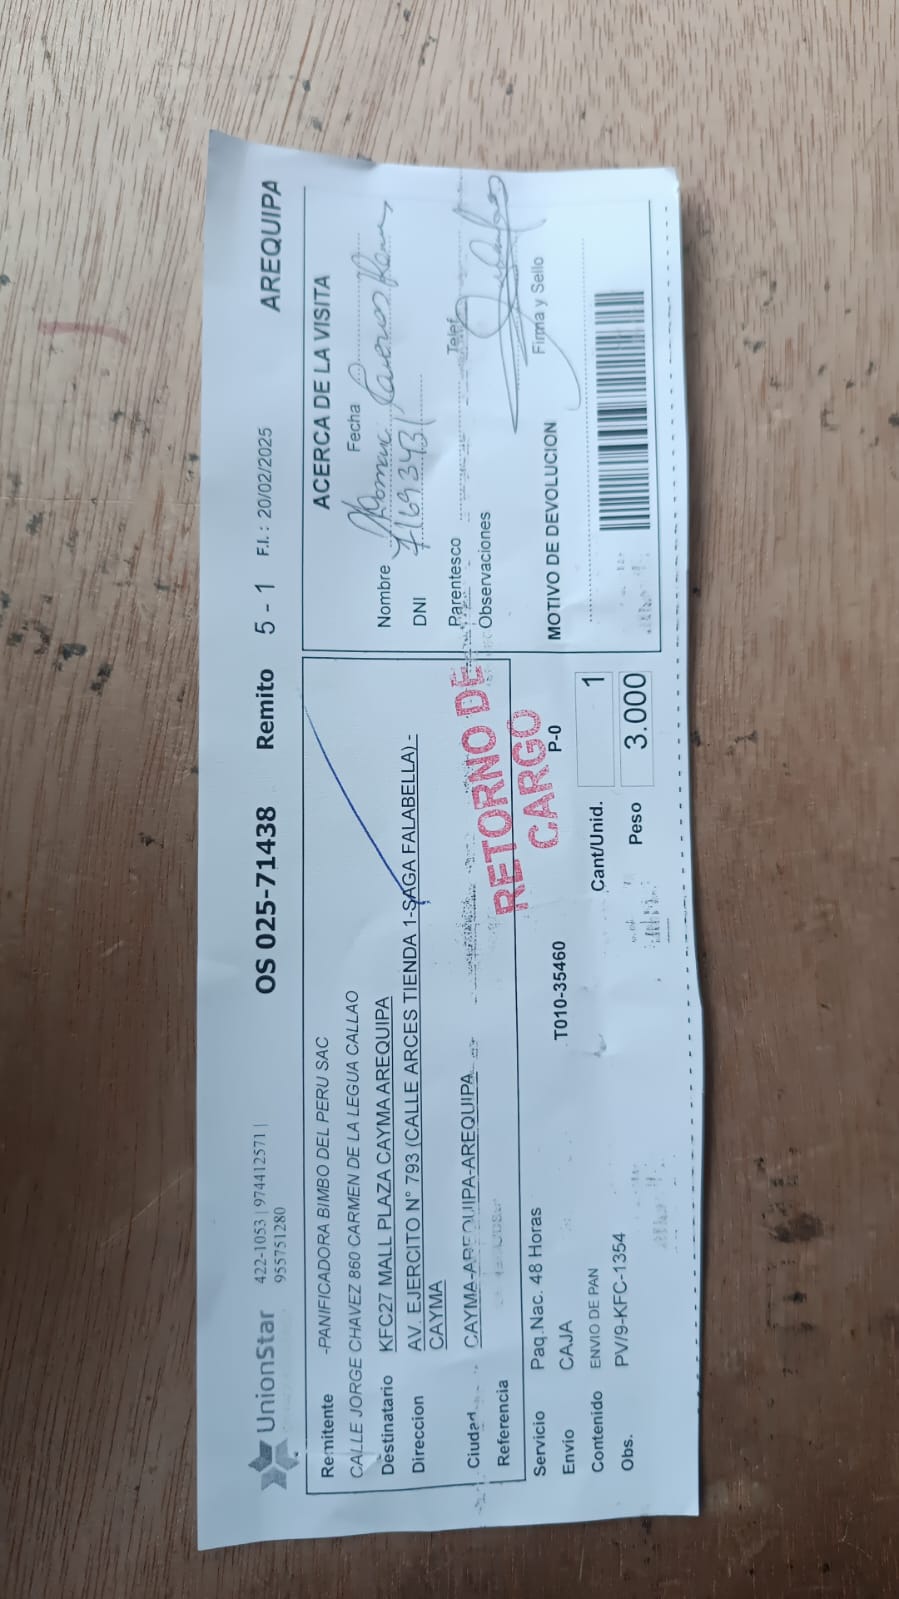 UnionStar
422-1053 | 974412571 |
955751280
OS 025-71438 Remito 5 - 1 F.I.: 20/02/2025 AREQUIPA
Remitente -PANIFICADORA BIMBO DEL PERU SAC
CALLE JORGE CHAVEZ 860 CARMEN DE LA LEGUA CALLAO
Destinatario KFC27 MALL PLAZA CAYMA AREQUIPA
Direccion AV. EJERCITO N° 793 (CALLE ARCES TIENDA 1-SAGA FALABELLA) -
CAYMA
Ciudad CAYMA-AREQUIPA-AREQUIPA
Referencia
Servicio Paq.Nac. 48 Horas T010-35460 P-0
Envio CAJA
Contenido ENVIO DE PAN Cant/Unid. 1
Obs. PV/9-KFC-1354 Peso 3.000
RETORNO DE
CARGO
ACERCA DE LA VISITA
Fecha
Nombre
DNI
Parentesco Telef
Observaciones
Firma y Sello
MOTIVO DE DEVOLUCION